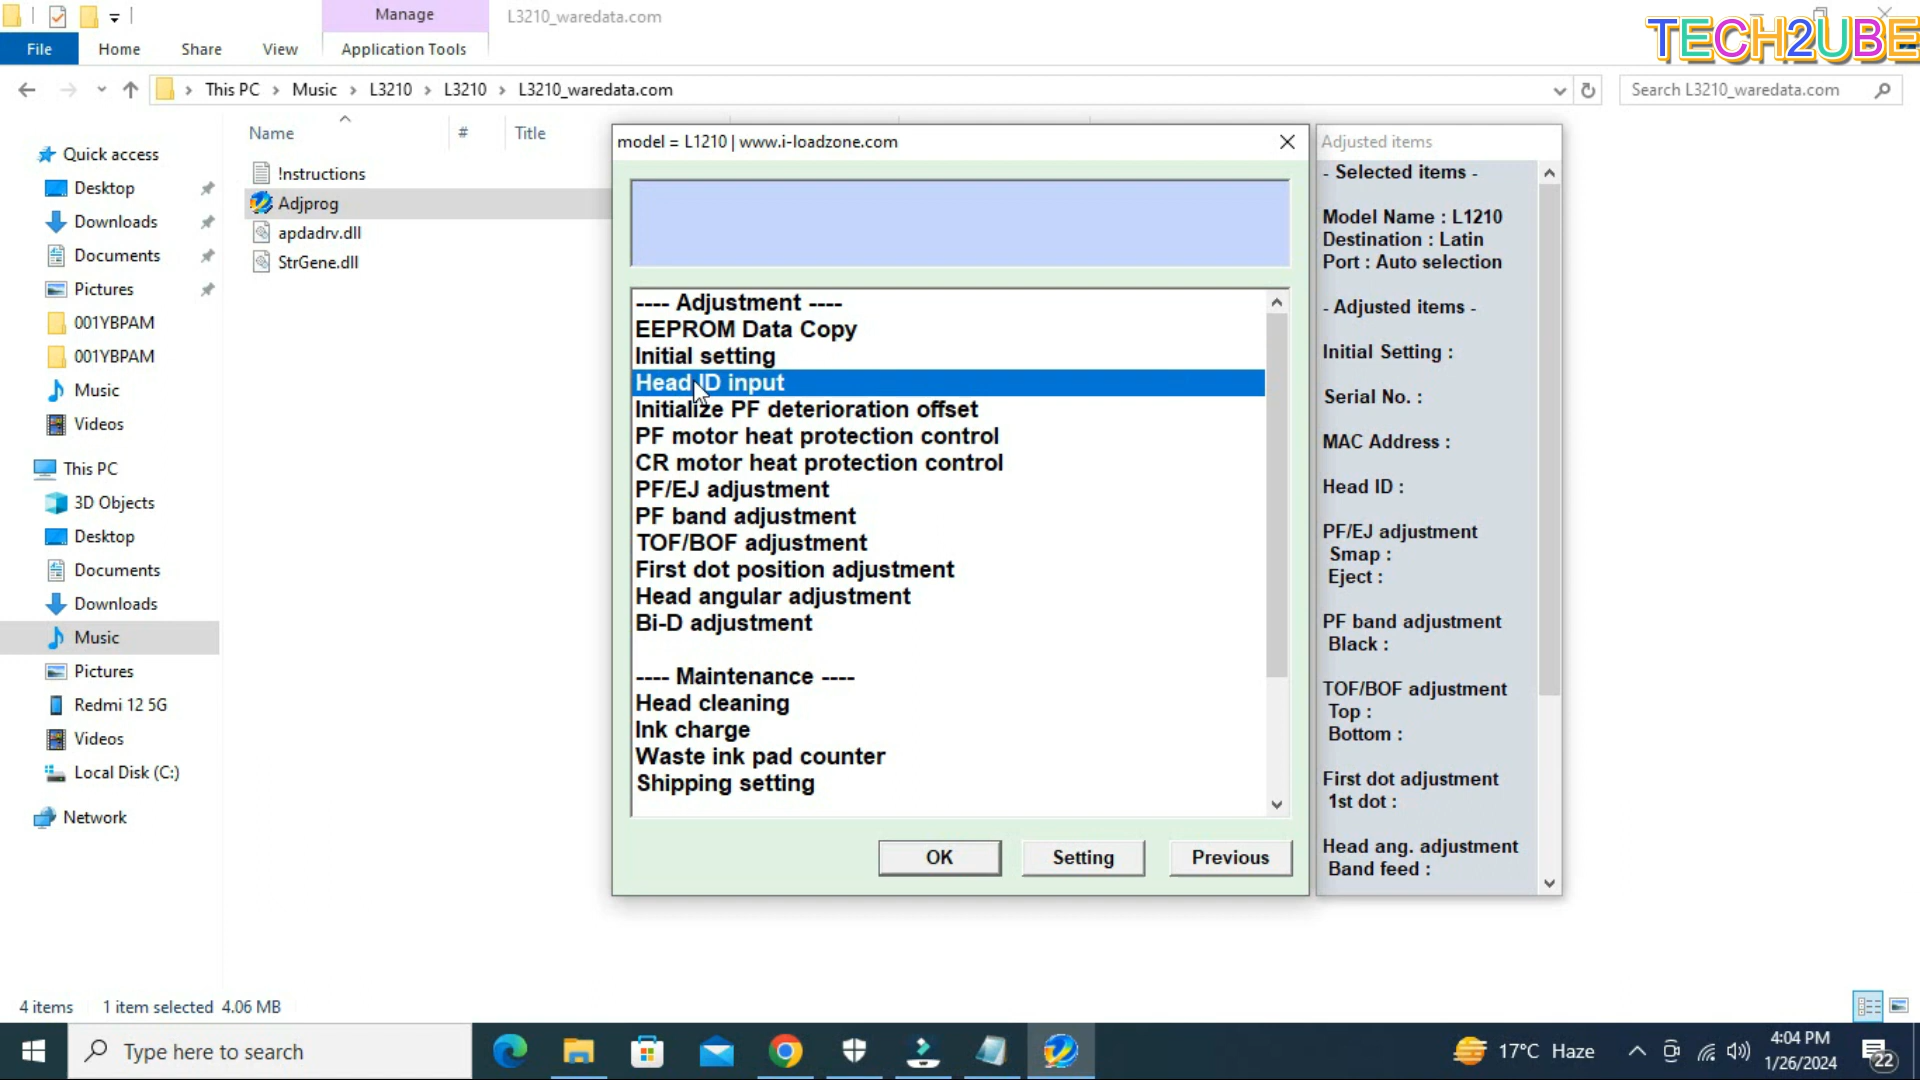 Manage
L3210_waredata.com
TECH2UBE
File
Home
Share
View
Application Tools
This PC > Music > L3210 > L3210 > L3210_waredata.com
Search L3210_waredata.com
Name
#
Title
Quick access
Desktop
Downloads
Documents
Pictures
001YBPAM
001YBPAM
Music
Videos
This PC
3D Objects
Desktop
Documents
Downloads
Music
Pictures
Redmi 12 5G
Videos
Local Disk (C:)
Network
!nstructions
Adjprog
apdadrv.dll
StrGene.dll
model = L1210 | www.i-loadzone.com
---- Adjustment ----
EEPROM Data Copy
Initial setting
Head ID input
Initialize PF deterioration offset
PF motor heat protection control
CR motor heat protection control
PF/EJ adjustment
PF band adjustment
TOF/BOF adjustment
First dot position adjustment
Head angular adjustment
Bi-D adjustment
---- Maintenance ----
Head cleaning
Ink charge
Waste ink pad counter
Shipping setting
OK
Setting
Previous
Adjusted items
- Selected items -
Model Name : L1210
Destination : Latin
Port : Auto selection
- Adjusted items -
Initial Setting :
Serial No. :
MAC Address :
Head ID :
PF/EJ adjustment
Smap :
Eject :
PF band adjustment
Black :
TOF/BOF adjustment
Top :
Bottom :
First dot adjustment
1st dot :
Head ang. adjustment
Band feed :
4 items
1 item selected 4.06 MB
Type here to search
17°C Haze
4:04 PM
1/26/2024
22